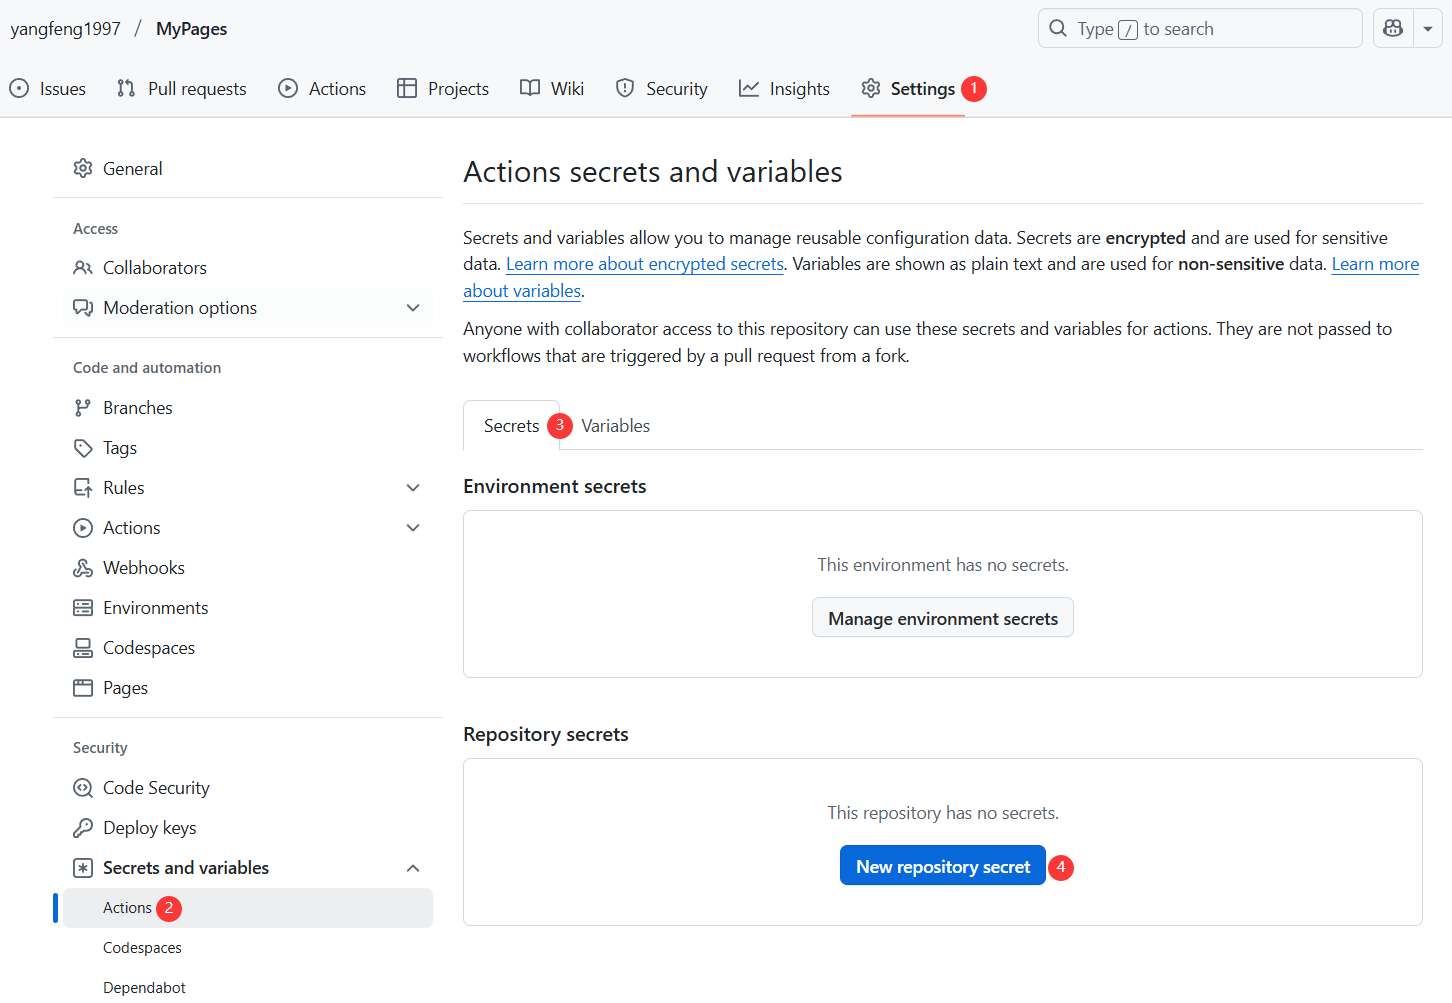 yangfeng1997 / MyPages
Type / to search
Issues Pull requests Actions Projects Wiki Security Insights Settings 1
General
Access
Collaborators
Moderation options
Code and automation
Branches
Tags
Rules
Actions
Webhooks
Environments
Codespaces
Pages
Security
Code Security
Deploy keys
Secrets and variables
Actions 2
Codespaces
Dependabot
Actions secrets and variables
Secrets and variables allow you to manage reusable configuration data. Secrets are encrypted and are used for sensitive
data. Learn more about encrypted secrets. Variables are shown as plain text and are used for non-sensitive data. Learn more
about variables.
Anyone with collaborator access to this repository can use these secrets and variables for actions. They are not passed to
workflows that are triggered by a pull request from a fork.
Secrets 3 Variables
Environment secrets
This environment has no secrets.
Manage environment secrets
Repository secrets
This repository has no secrets.
New repository secret 4